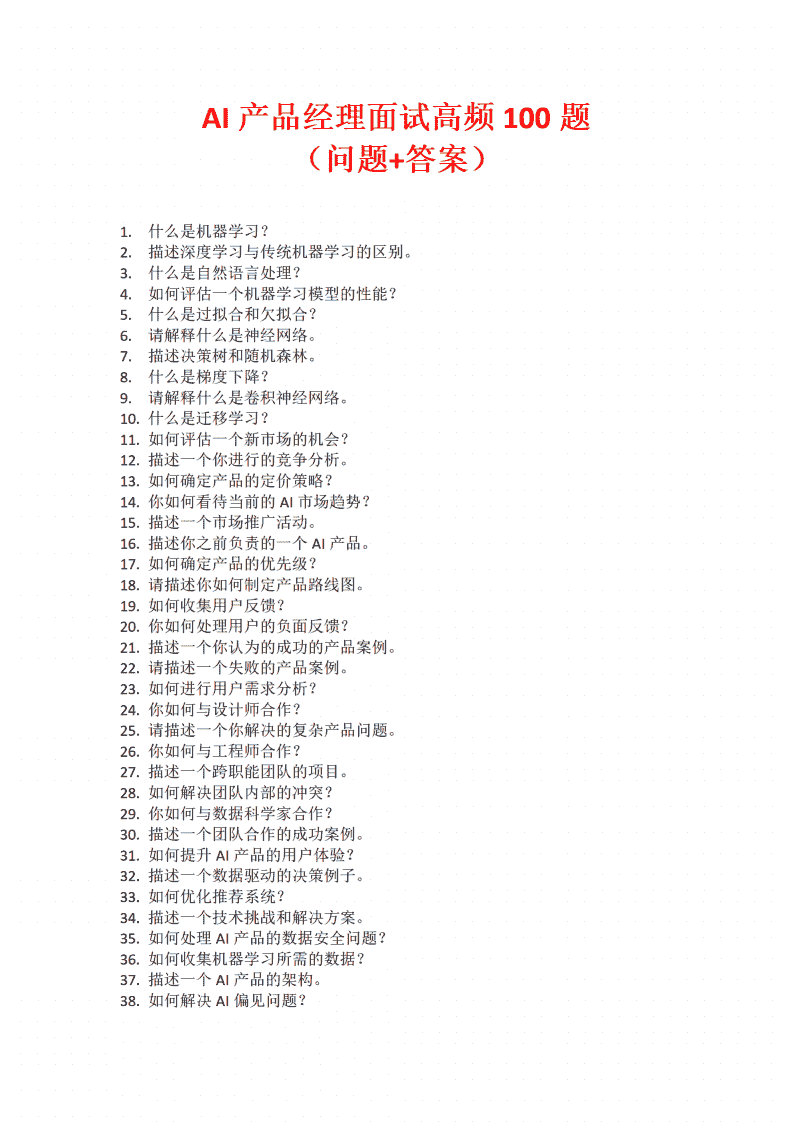 AI 产品经理面试高频 100 题
（问题+答案）
1. 什么是机器学习？
2. 描述深度学习与传统机器学习的区别。
3. 什么是自然语言处理？
4. 如何评估一个机器学习模型的性能？
5. 什么是过拟合和欠拟合？
6. 请解释什么是神经网络。
7. 描述决策树和随机森林。
8. 什么是梯度下降？
9. 请解释什么是卷积神经网络。
10. 什么是迁移学习？
11. 如何评估一个新市场的机会？
12. 描述一个你进行的竞争分析。
13. 如何确定产品的定价策略？
14. 你如何看待当前的 AI 市场趋势？
15. 描述一个市场推广活动。
16. 描述你之前负责的一个 AI 产品。
17. 如何确定产品的优先级？
18. 请描述你如何制定产品路线图。
19. 如何收集用户反馈？
20. 你如何处理用户的负面反馈？
21. 描述一个你认为的成功的产品案例。
22. 请描述一个失败的产品案例。
23. 如何进行用户需求分析？
24. 你如何与设计师合作？
25. 请描述一个你解决的复杂产品问题。
26. 你如何与工程师合作？
27. 描述一个跨职能团队的项目。
28. 如何解决团队内部的冲突？
29. 你如何与数据科学家合作？
30. 描述一个团队合作的成功案例。
31. 如何提升 AI 产品的用户体验？
32. 描述一个数据驱动的决策例子。
33. 如何优化推荐系统？
34. 描述一个技术挑战和解决方案。
35. 如何处理 AI 产品的数据安全问题？
36. 如何收集机器学习所需的数据？
37. 描述一个 AI 产品的架构。
38. 如何解决 AI 偏见问题？